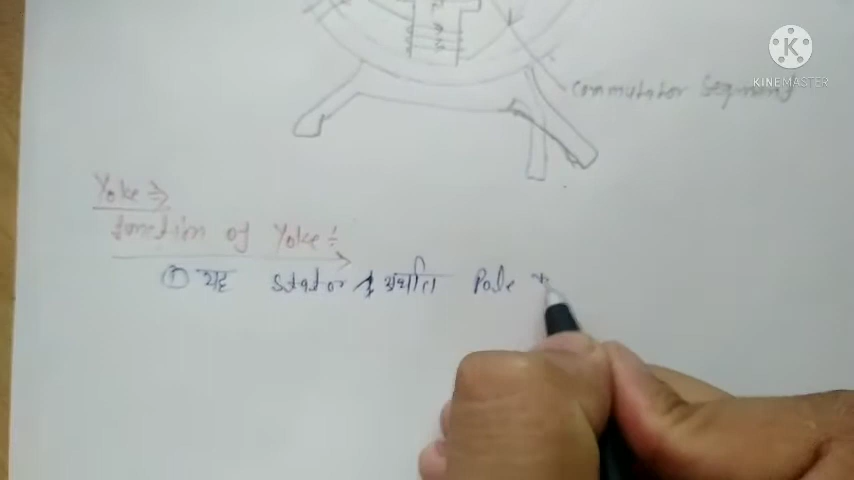 KINEMASTER
commutator Segment
Yoke ⇒
function of Yoke ÷
① यह stator अर्थात Pole